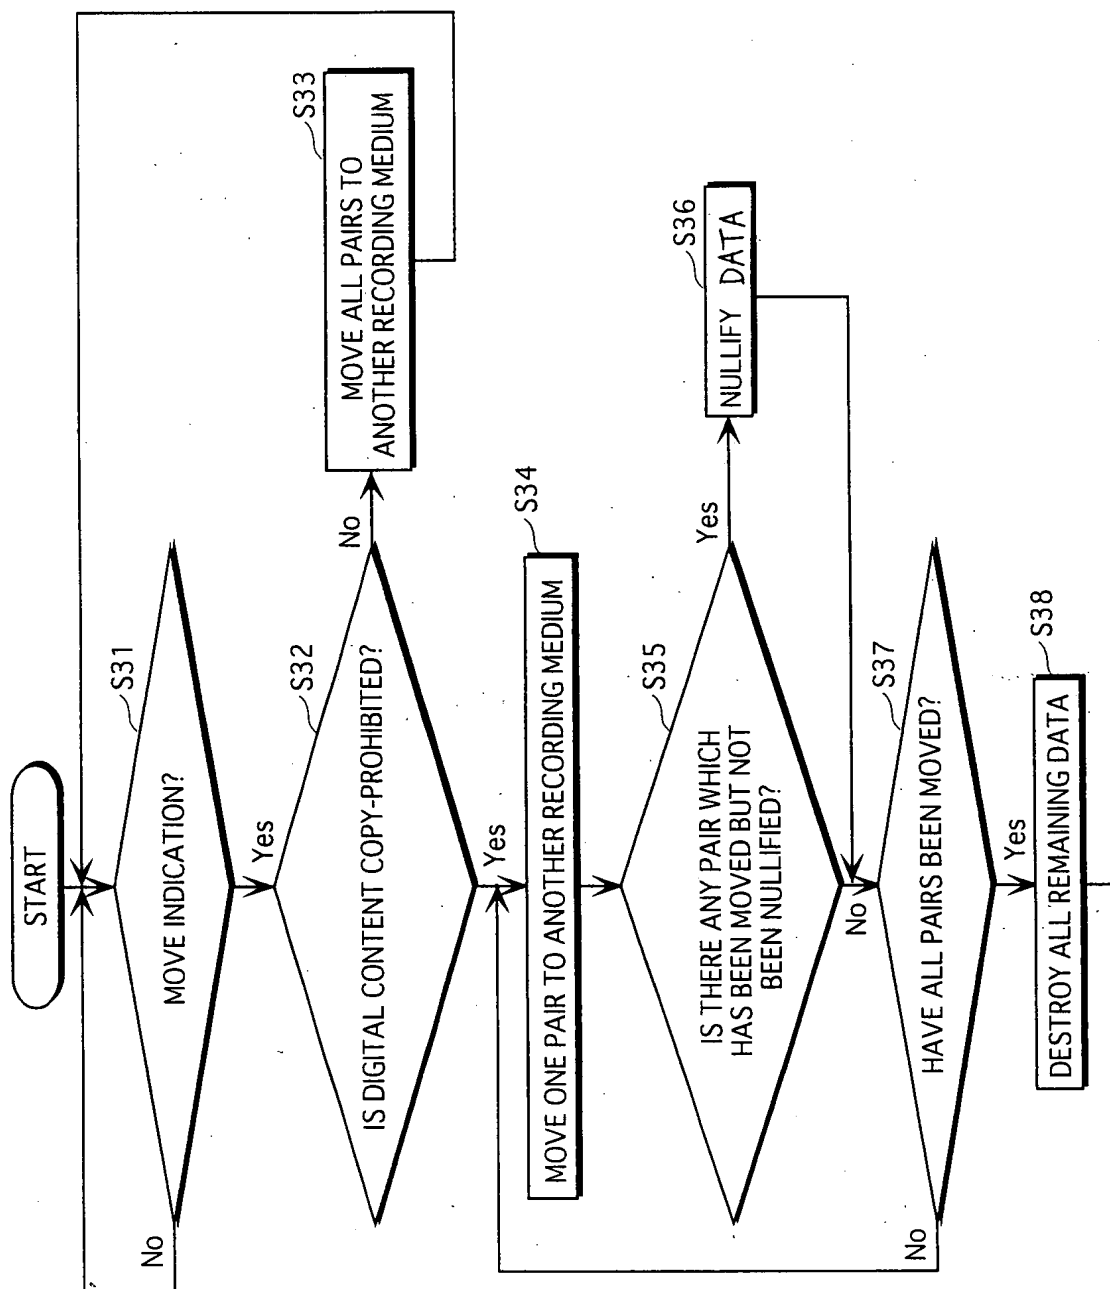 START
S31
MOVE INDICATION?
No
Yes
S32
IS DIGITAL CONTENT COPY-PROHIBITED?
No
S33
MOVE ALL PAIRS TO
ANOTHER RECORDING MEDIUM
Yes
S34
MOVE ONE PAIR TO ANOTHER RECORDING MEDIUM
S35
IS THERE ANY PAIR WHICH
HAS BEEN MOVED BUT NOT
BEEN NULLIFIED?
Yes
S36
NULLIFY DATA
No
S37
HAVE ALL PAIRS BEEN MOVED?
No
Yes
S38
DESTROY ALL REMAINING DATA